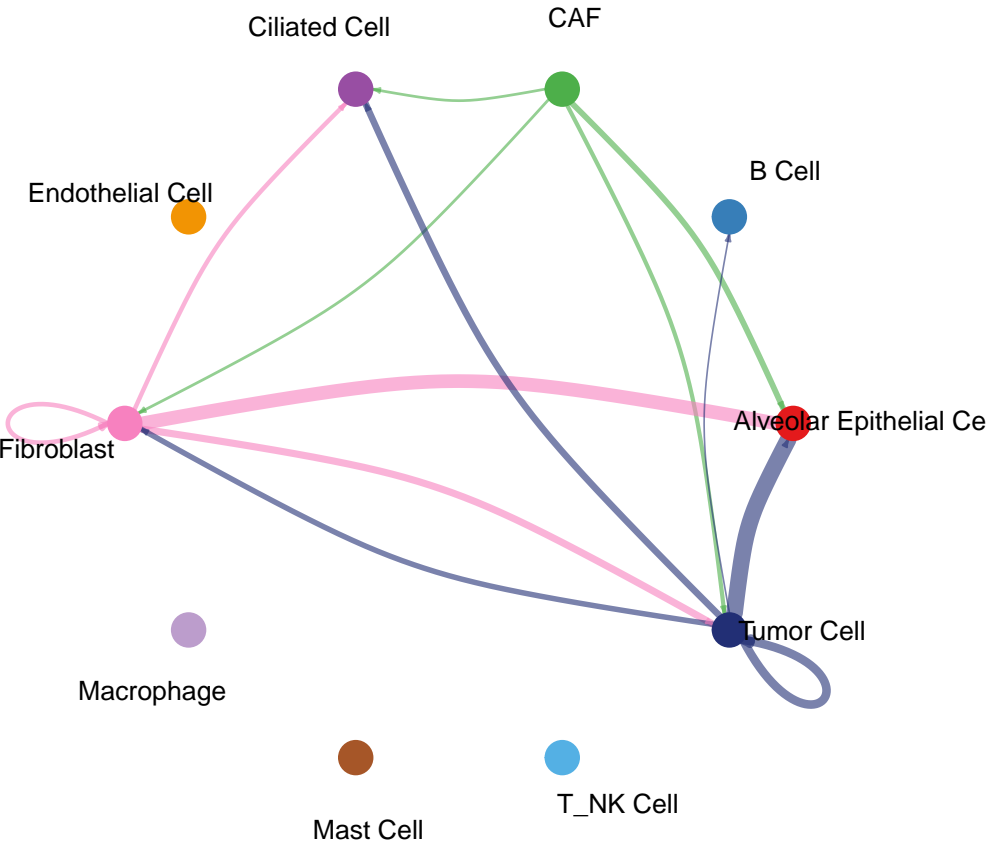 CAF
Ciliated Cell
B Cell
Endothelial Cell
Alveolar Epithelial Ce
Fibroblast
Tumor Cell
Macrophage
T_NK Cell
Mast Cell